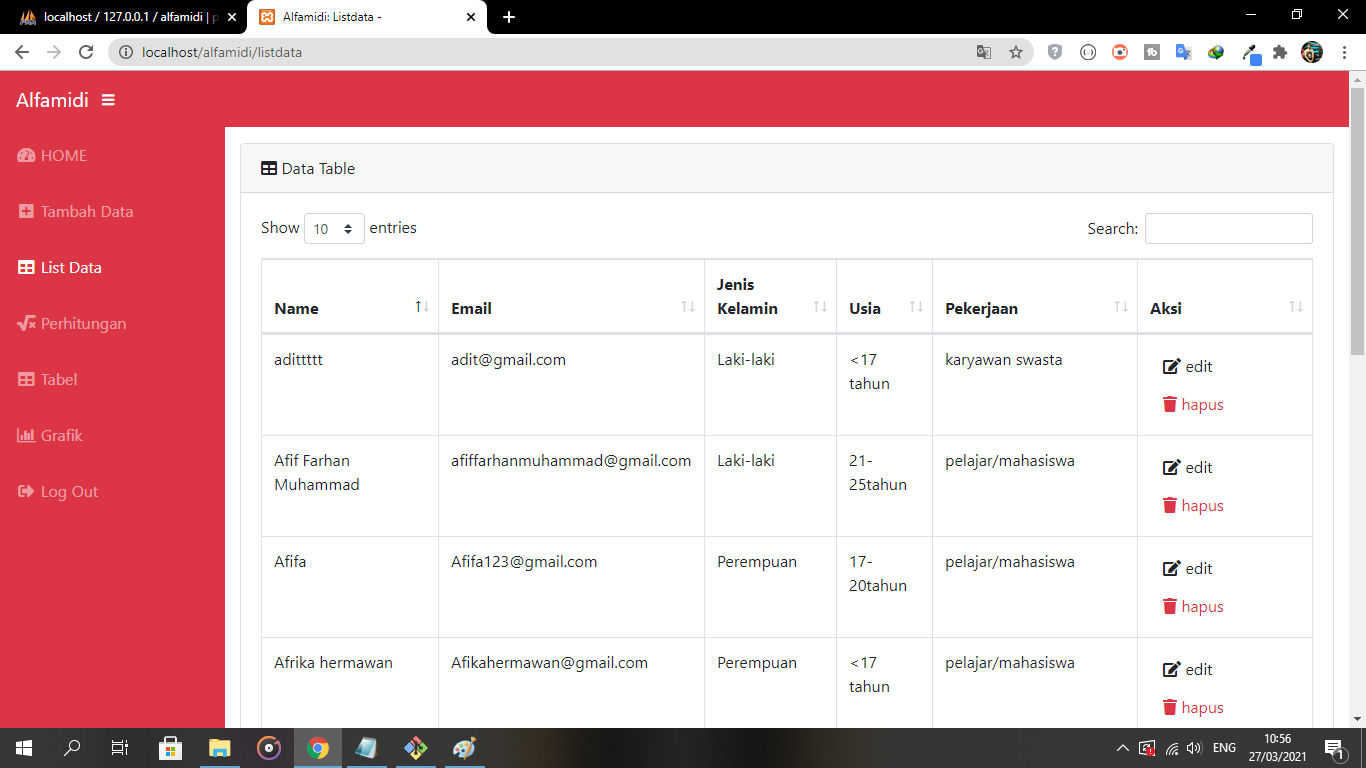 localhost / 127.0.0.1 / alfamidi | p
Alfamidi: Listdata -
localhost/alfamidi/listdata
Alfamidi
HOME
Tambah Data
List Data
Perhitungan
Tabel
Grafik
Log Out
Data Table
Show 10 entries
Search:
Name Email Jenis Kelamin Usia Pekerjaan Aksi
adittttt adit@gmail.com Laki-laki <17 tahun karyawan swasta edit
hapus
Afif Farhan Muhammad afiffarhanmuhammad@gmail.com Laki-laki 21-25tahun pelajar/mahasiswa edit
hapus
Afifa Afifa123@gmail.com Perempuan 17-20tahun pelajar/mahasiswa edit
hapus
Afrika hermawan Afikahermawan@gmail.com Perempuan <17 tahun pelajar/mahasiswa edit
hapus
ENG
10:56
27/03/2021
1